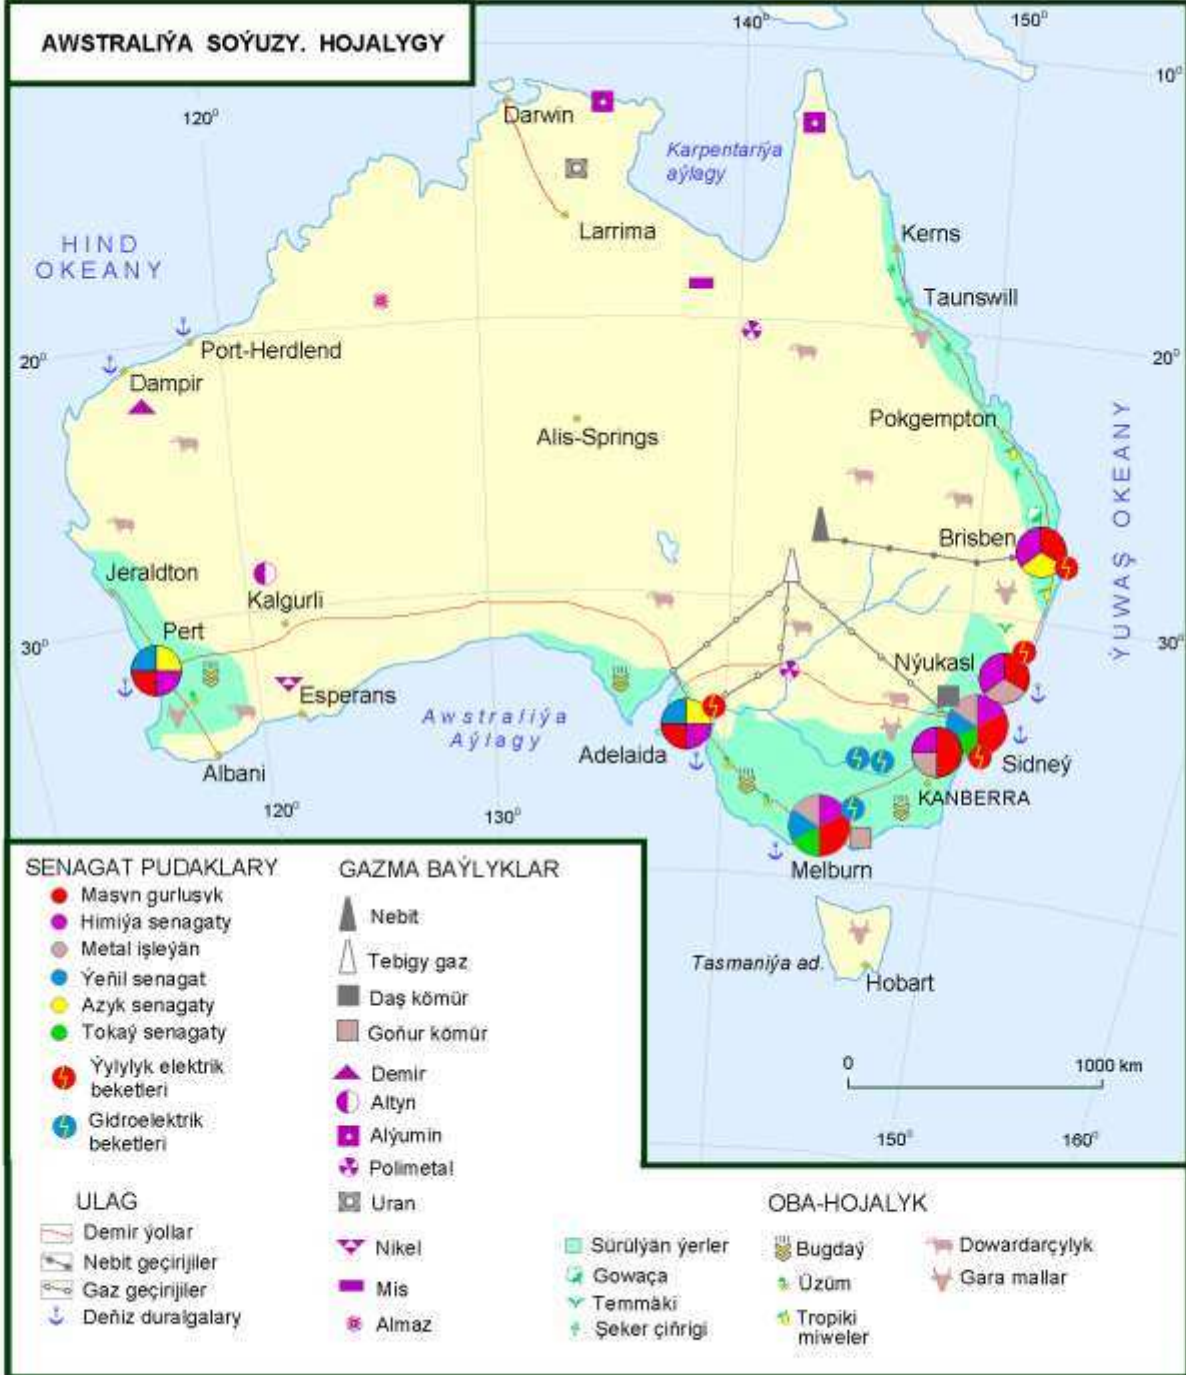 AWSTRALIÝA SOÝUZY. HOJALYGY
140°
150°
10°
120°
Darwin
Karpentariýa
aýlagy
Larrima
Kerns
HIND
OKEANY
Taunswill
Port-Herdlend
20°
20°
Dampir
Pokgempton
Alis-Springs
ÝUWAŞ OKEANY
Brisben
Jeraldton
Kalgurli
Pert
30°
30°
Nýukasl
Esperans
Awstraliýa
Aýlagy
Adelaida
Sidneý
Albani
KANBERRA
120°
130°
Melburn
Tasmaniýa ad.
Hobart
0
1000 km
150°
160°
SENAGAT PUDAKLARY
Maşyn gurluşyk
Himiýa senagaty
Metal işleýän
Ýeňil senagat
Azyk senagaty
Tokaý senagaty
Ýylylyk elektrik
beketleri
Gidroelektrik
beketleri
GAZMA BAÝLYKLAR
Nebit
Tebigy gaz
Daş kömür
Goňur kömür
Demir
Altyn
Alýumin
Polimetal
Uran
Nikel
Mis
Almaz
ULAG
Demir ýollar
Nebit geçirijiler
Gaz geçirijiler
Deňiz duralgalary
OBA-HOJALYK
Sürülýän ýerler
Gowaça
Temmäki
Şeker çiňrigi
Bugdaý
Üzüm
Tropiki
miweler
Dowardarçylyk
Gara mallar